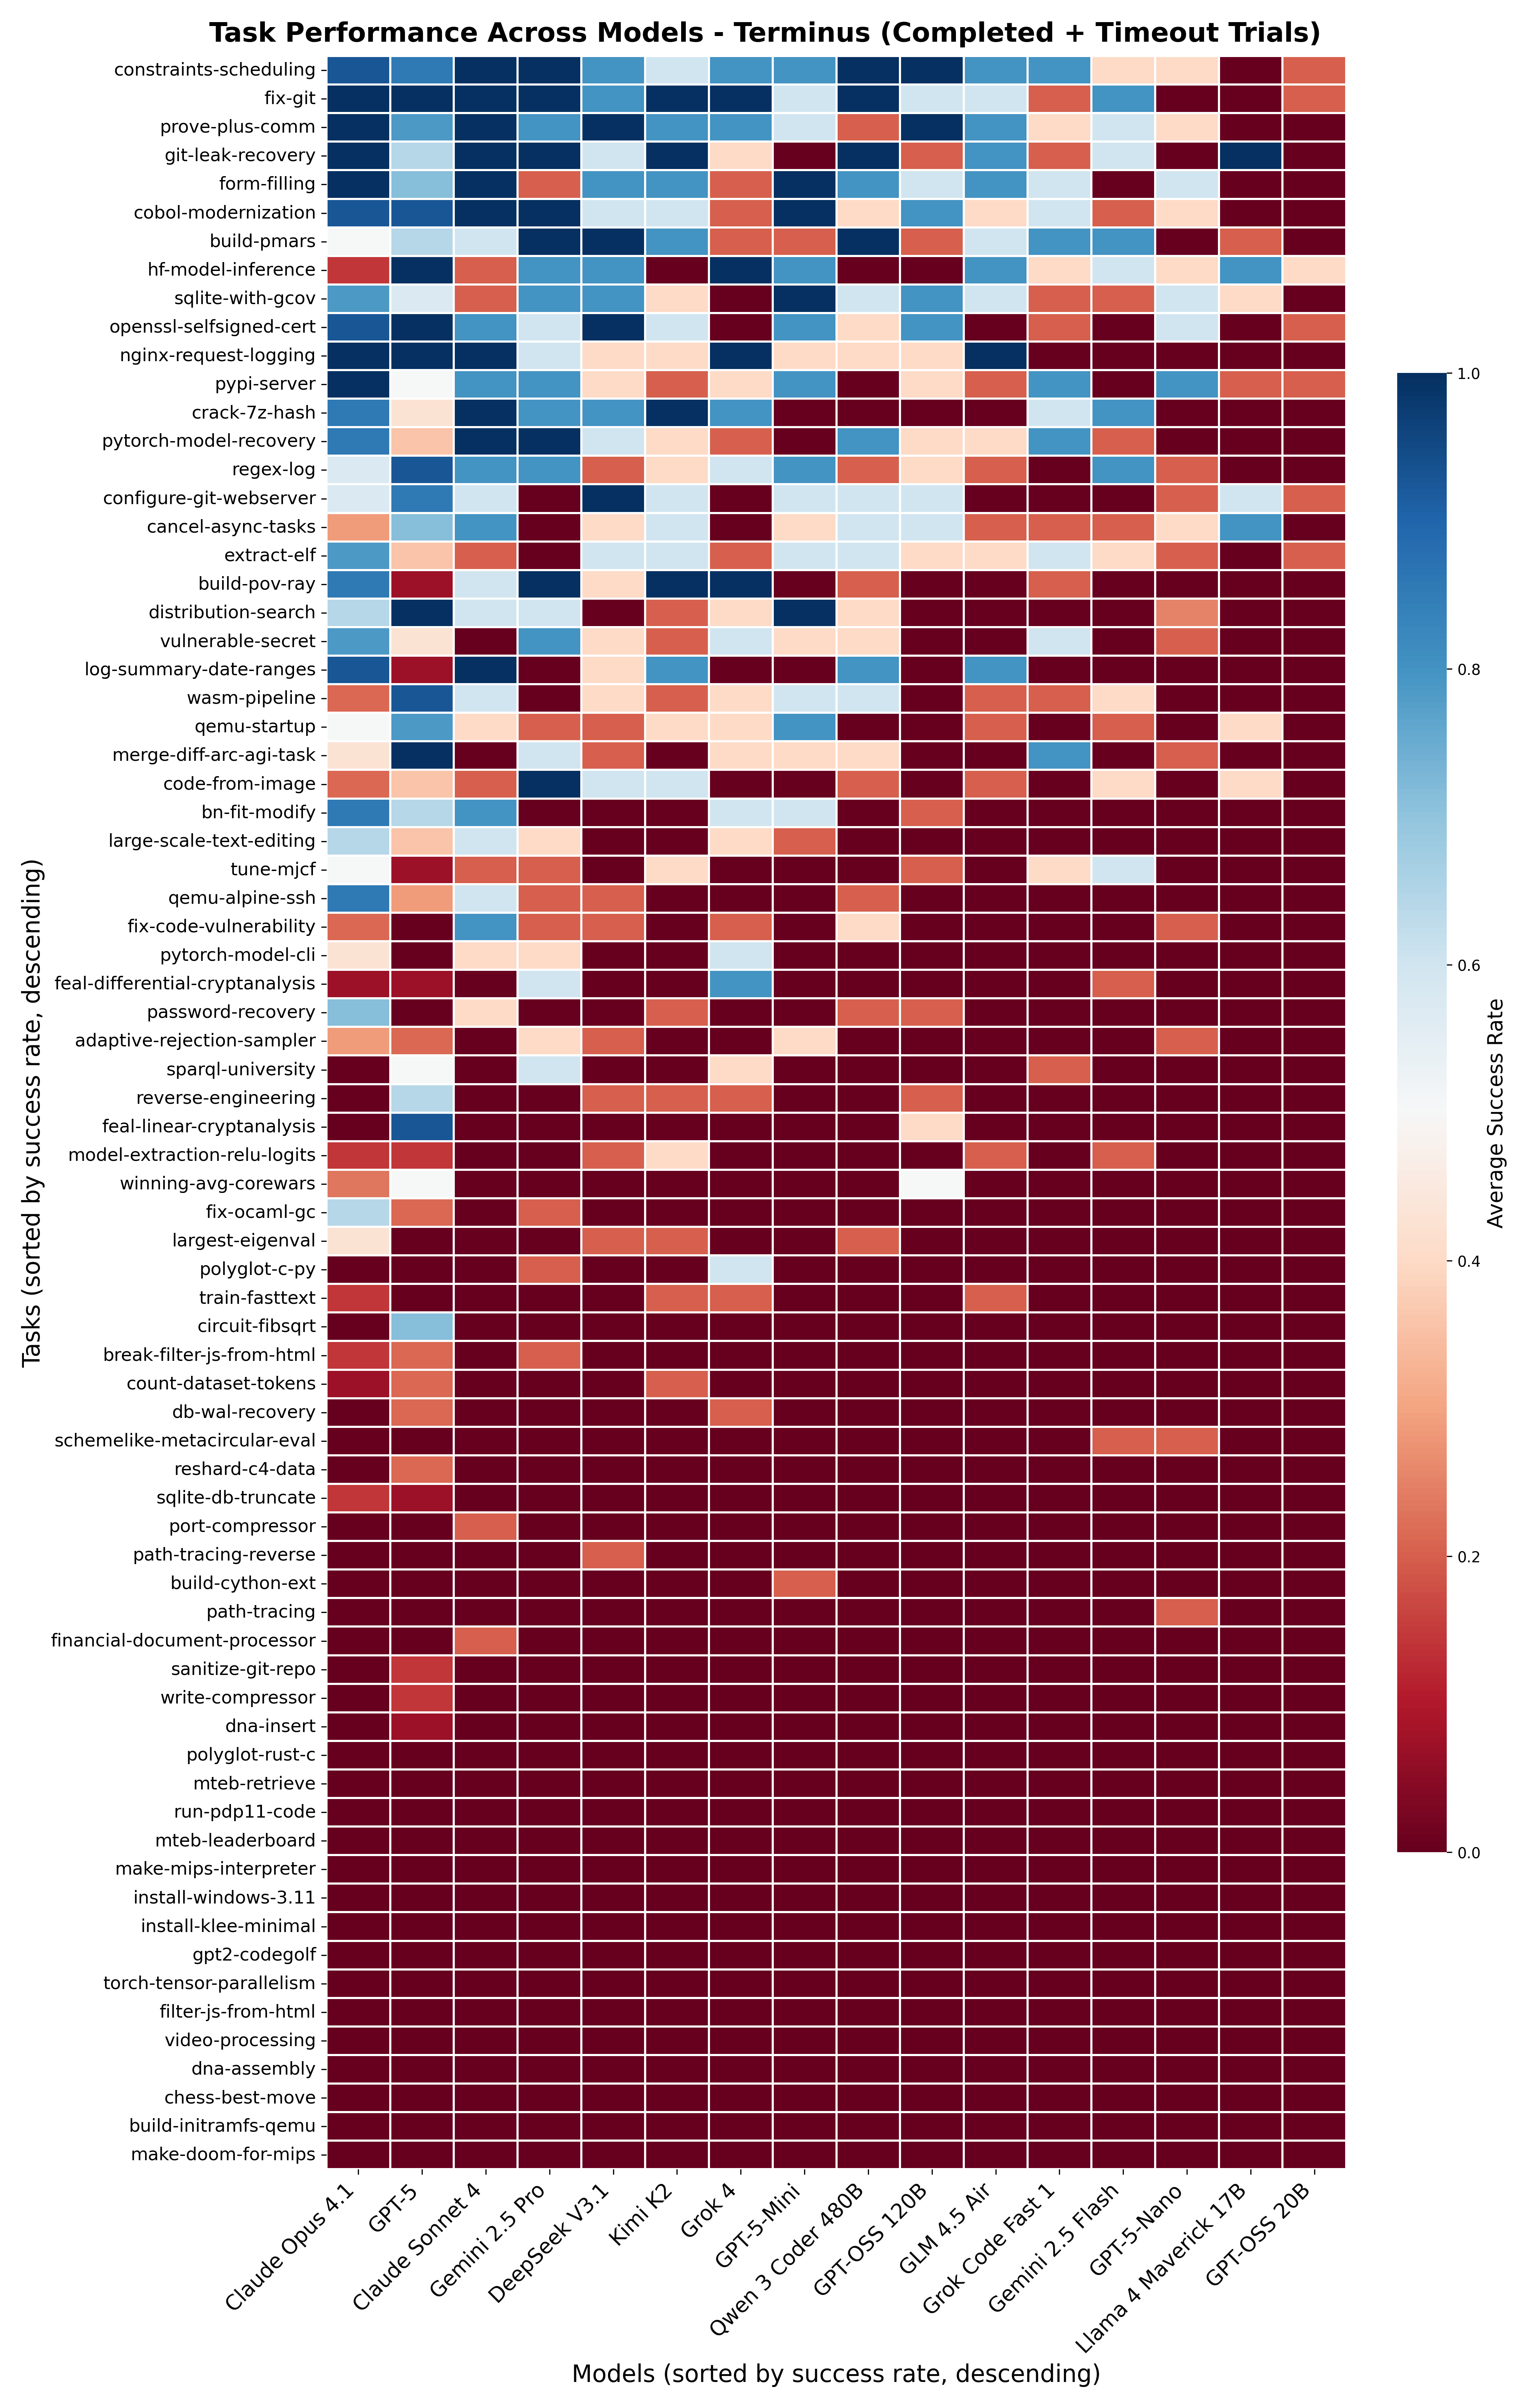 Task Performance Across Models - Terminus (Completed + Timeout Trials)
constraints-scheduling
fix-git
prove-plus-comm
git-leak-recovery
form-filling
cobol-modernization
build-pmars
hf-model-inference
sqlite-with-gcov
openssl-selfsigned-cert
nginx-request-logging
pypi-server
crack-7z-hash
pytorch-model-recovery
regex-log
configure-git-webserver
cancel-async-tasks
extract-elf
build-pov-ray
distribution-search
vulnerable-secret
log-summary-date-ranges
wasm-pipeline
qemu-startup
merge-diff-arc-agi-task
code-from-image
bn-fit-modify
large-scale-text-editing
tune-mjcf
qemu-alpine-ssh
fix-code-vulnerability
pytorch-model-cli
feal-differential-cryptanalysis
password-recovery
adaptive-rejection-sampler
sparql-university
reverse-engineering
feal-linear-cryptanalysis
model-extraction-relu-logits
winning-avg-corewars
fix-ocaml-gc
largest-eigenval
polyglot-c-py
train-fasttext
circuit-fibsqrt
break-filter-js-from-html
count-dataset-tokens
db-wal-recovery
schemelike-metacircular-eval
reshard-c4-data
sqlite-db-truncate
port-compressor
path-tracing-reverse
build-cython-ext
path-tracing
financial-document-processor
sanitize-git-repo
write-compressor
dna-insert
polyglot-rust-c
mteb-retrieve
run-pdp11-code
mteb-leaderboard
make-mips-interpreter
install-windows-3.11
install-klee-minimal
gpt2-codegolf
torch-tensor-parallelism
filter-js-from-html
video-processing
dna-assembly
chess-best-move
build-initramfs-qemu
make-doom-for-mips
Tasks (sorted by success rate, descending)
Claude Opus 4.1
GPT-5
Claude Sonnet 4
Gemini 2.5 Pro
DeepSeek V3.1
Kimi K2
Grok 4
GPT-5-Mini
Qwen 3 Coder 480B
GPT-OSS 120B
GLM 4.5 Air
Grok Code Fast 1
Gemini 2.5 Flash
GPT-5-Nano
Llama 4 Maverick 17B
GPT-OSS 20B
Models (sorted by success rate, descending)
1.0
0.8
0.6
0.4
0.2
0.0
Average Success Rate